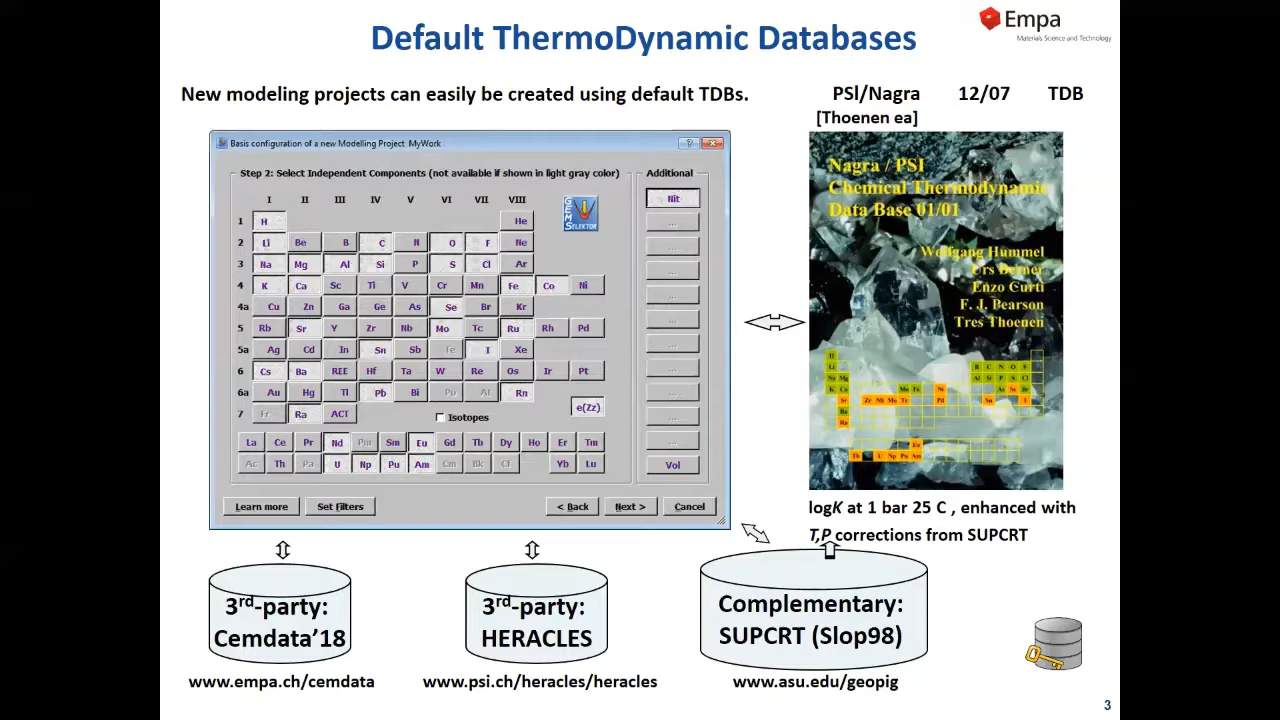 Default ThermoDynamic Databases
Empa
Materials Science and Technology
New modeling projects can easily be created using default TDBs.
PSI/Nagra 12/07 TDB
[Thoenen ea]
Basis configuration of a new Modelling Project MyWork
Step 2: Select Independent Components (not available if shown in light gray color)
Additional
I II III IV V VI VII VIII
1 H He
2 Li Be B C N O F Ne
3 Na Mg Al Si P S Cl Ar
4 K Ca Sc Ti V Cr Mn Fe Co Ni
4a Cu Zn Ga Ge As Se Br Kr
5 Rb Sr Y Zr Nb Mo Tc Ru Rh Pd
5a Ag Cd In Sn Sb Te I Xe
6 Cs Ba REE Hf Ta W Re Os Ir Pt
6a Au Hg Tl Pb Bi Po At Rn
7 Fr Ra ACT
Isotopes
e(Zz)
La Ce Pr Nd Pm Sm Eu Gd Tb Dy Ho Er Tm
Ac Th Pa U Np Pu Am Cm Bk CF Yb Lu
GEMS
SELEKTOR
Nit
...
...
...
...
...
...
...
...
...
...
Vol
Learn more
Set Filters
< Back
Next >
Cancel
Nagra / PSI
Chemical Thermodynamic
Data Base 01/01
Wolfgang Hummel
Urs Berner
Enzo Curti
F. J. Pearson
Tres Thoenen
logK at 1 bar 25 C , enhanced with
T,P corrections from SUPCRT
3rd-party:
Cemdata’18
www.empa.ch/cemdata
3rd-party:
HERACLES
www.psi.ch/heracles/heracles
Complementary:
SUPCRT (Slop98)
www.asu.edu/geopig
3